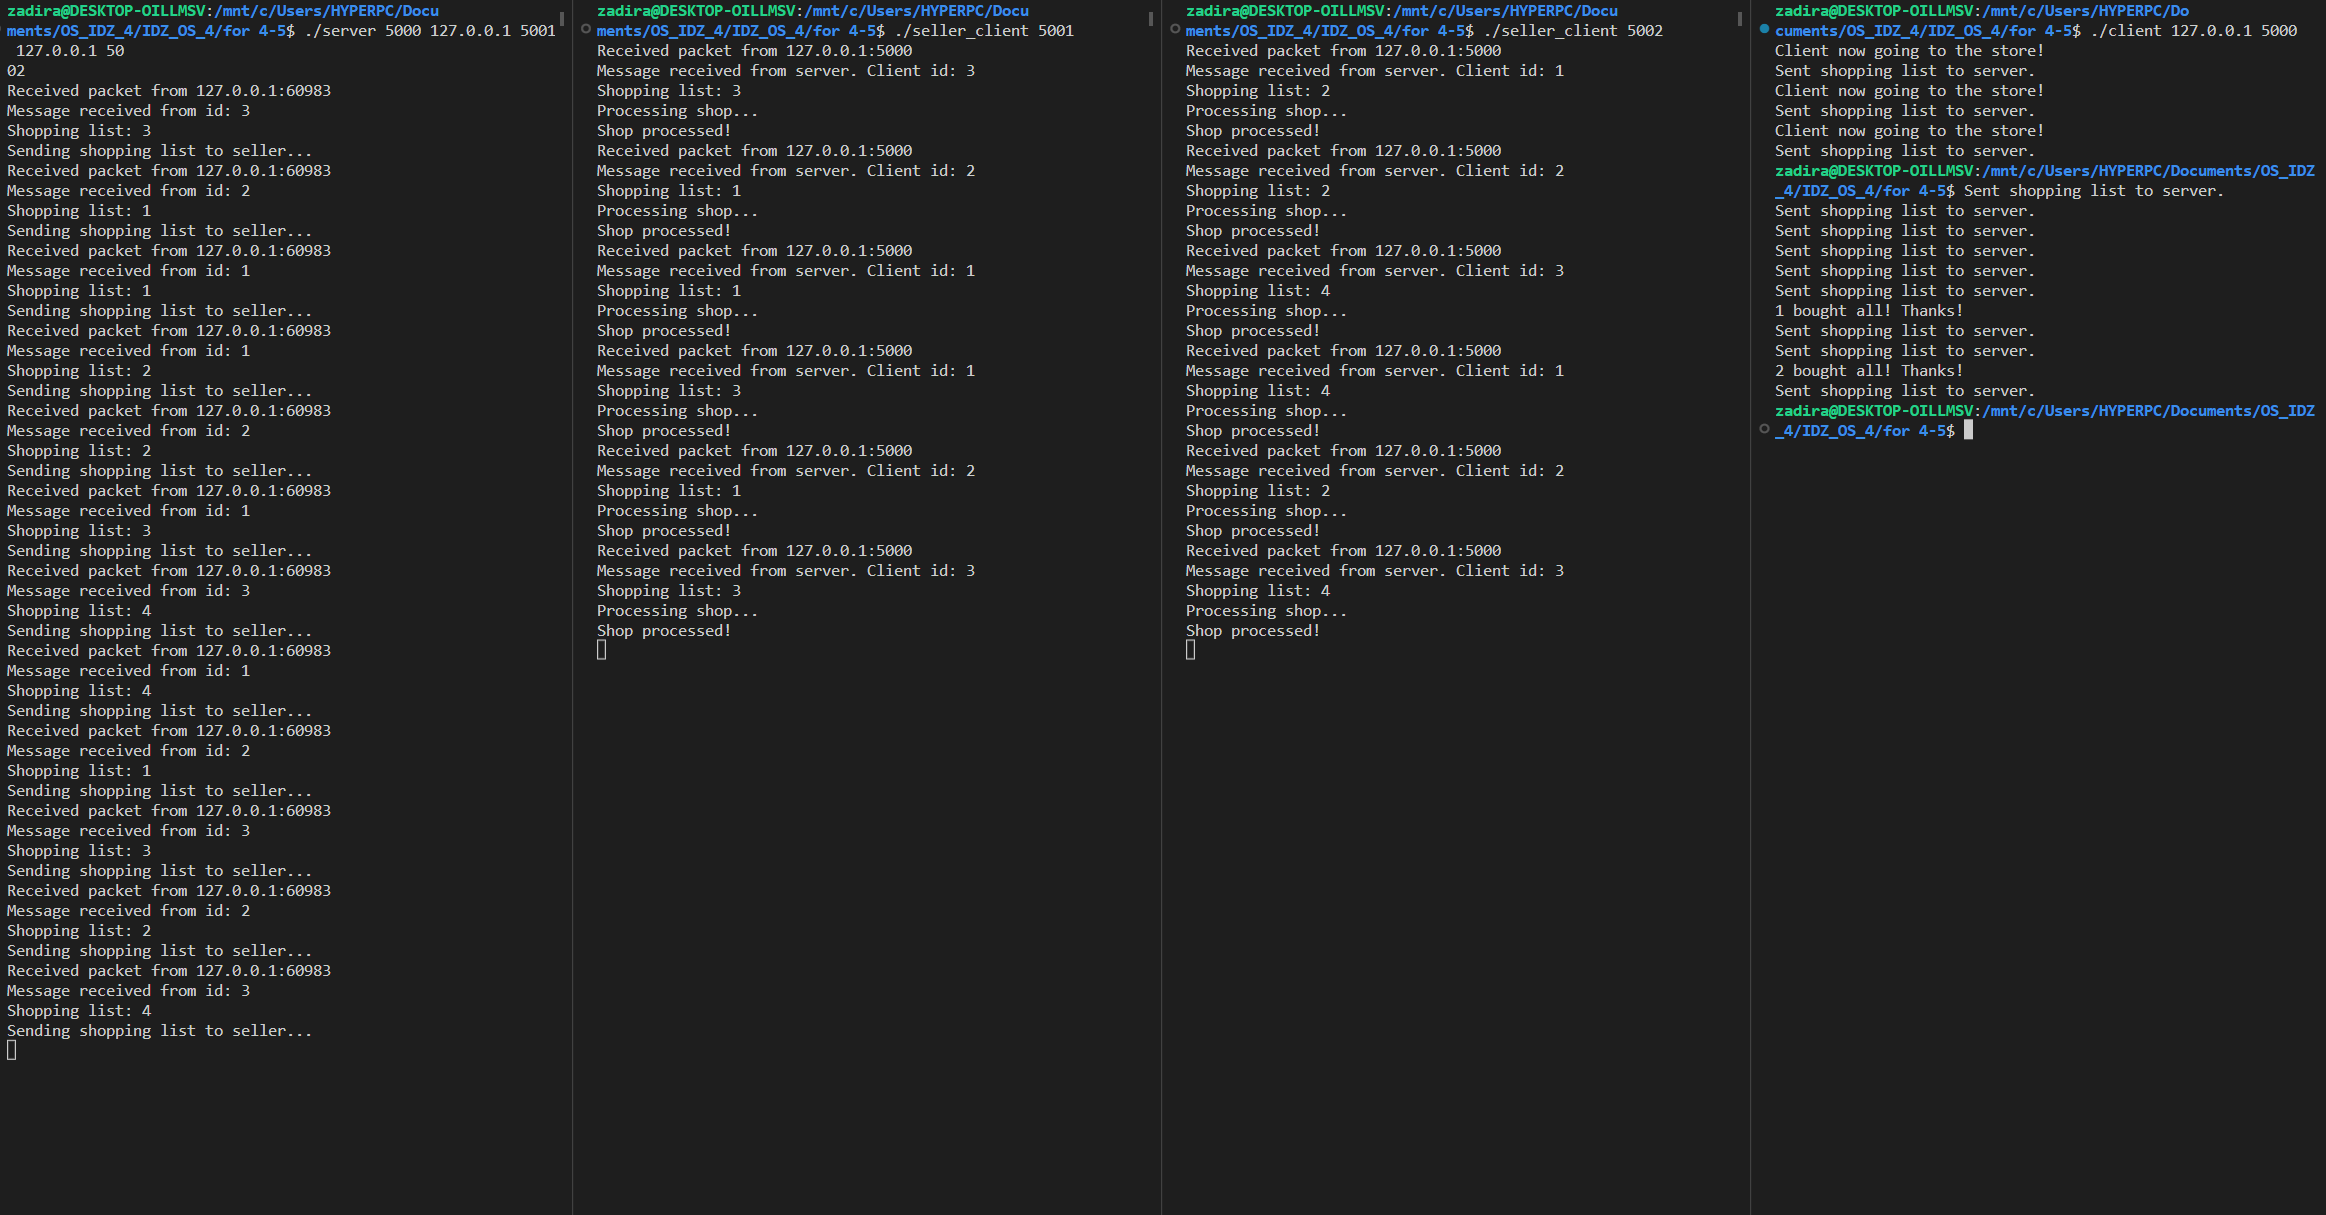 zadira@DESKTOP-OILLMSV:/mnt/c/Users/HYPERPC/Docu
ments/OS_IDZ_4/IDZ_OS_4/for 4-5$ ./server 5000 127.0.0.1 5001
 127.0.0.1 50
02
Received packet from 127.0.0.1:60983
Message received from id: 3
Shopping list: 3
Sending shopping list to seller...
Received packet from 127.0.0.1:60983
Message received from id: 2
Shopping list: 1
Sending shopping list to seller...
Received packet from 127.0.0.1:60983
Message received from id: 1
Shopping list: 1
Sending shopping list to seller...
Received packet from 127.0.0.1:60983
Message received from id: 1
Shopping list: 2
Sending shopping list to seller...
Received packet from 127.0.0.1:60983
Message received from id: 2
Shopping list: 2
Sending shopping list to seller...
Received packet from 127.0.0.1:60983
Message received from id: 1
Shopping list: 3
Sending shopping list to seller...
Received packet from 127.0.0.1:60983
Message received from id: 3
Shopping list: 4
Sending shopping list to seller...
Received packet from 127.0.0.1:60983
Message received from id: 1
Shopping list: 4
Sending shopping list to seller...
Received packet from 127.0.0.1:60983
Message received from id: 2
Shopping list: 1
Sending shopping list to seller...
Received packet from 127.0.0.1:60983
Message received from id: 3
Shopping list: 3
Sending shopping list to seller...
Received packet from 127.0.0.1:60983
Message received from id: 2
Shopping list: 2
Sending shopping list to seller...
Received packet from 127.0.0.1:60983
Message received from id: 3
Shopping list: 4
Sending shopping list to seller...
zadira@DESKTOP-OILLMSV:/mnt/c/Users/HYPERPC/Docu
ments/OS_IDZ_4/IDZ_OS_4/for 4-5$ ./seller_client 5001
Received packet from 127.0.0.1:5000
Message received from server. Client id: 3
Shopping list: 3
Processing shop...
Shop processed!
Received packet from 127.0.0.1:5000
Message received from server. Client id: 2
Shopping list: 1
Processing shop...
Shop processed!
Received packet from 127.0.0.1:5000
Message received from server. Client id: 1
Shopping list: 1
Processing shop...
Shop processed!
Received packet from 127.0.0.1:5000
Message received from server. Client id: 1
Shopping list: 3
Processing shop...
Shop processed!
Received packet from 127.0.0.1:5000
Message received from server. Client id: 2
Shopping list: 1
Processing shop...
Shop processed!
Received packet from 127.0.0.1:5000
Message received from server. Client id: 3
Shopping list: 3
Processing shop...
Shop processed!
zadira@DESKTOP-OILLMSV:/mnt/c/Users/HYPERPC/Docu
ments/OS_IDZ_4/IDZ_OS_4/for 4-5$ ./seller_client 5002
Received packet from 127.0.0.1:5000
Message received from server. Client id: 1
Shopping list: 2
Processing shop...
Shop processed!
Received packet from 127.0.0.1:5000
Message received from server. Client id: 2
Shopping list: 2
Processing shop...
Shop processed!
Received packet from 127.0.0.1:5000
Message received from server. Client id: 3
Shopping list: 4
Processing shop...
Shop processed!
Received packet from 127.0.0.1:5000
Message received from server. Client id: 1
Shopping list: 4
Processing shop...
Shop processed!
Received packet from 127.0.0.1:5000
Message received from server. Client id: 2
Shopping list: 2
Processing shop...
Shop processed!
Received packet from 127.0.0.1:5000
Message received from server. Client id: 3
Shopping list: 4
Processing shop...
Shop processed!
zadira@DESKTOP-OILLMSV:/mnt/c/Users/HYPERPC/Do
cuments/OS_IDZ_4/IDZ_OS_4/for 4-5$ ./client 127.0.0.1 5000
Client now going to the store!
Sent shopping list to server.
Client now going to the store!
Sent shopping list to server.
Client now going to the store!
Sent shopping list to server.
zadira@DESKTOP-OILLMSV:/mnt/c/Users/HYPERPC/Documents/OS_IDZ
_4/IDZ_OS_4/for 4-5$ Sent shopping list to server.
Sent shopping list to server.
Sent shopping list to server.
Sent shopping list to server.
Sent shopping list to server.
Sent shopping list to server.
1 bought all! Thanks!
Sent shopping list to server.
Sent shopping list to server.
2 bought all! Thanks!
Sent shopping list to server.
zadira@DESKTOP-OILLMSV:/mnt/c/Users/HYPERPC/Documents/OS_IDZ
_4/IDZ_OS_4/for 4-5$